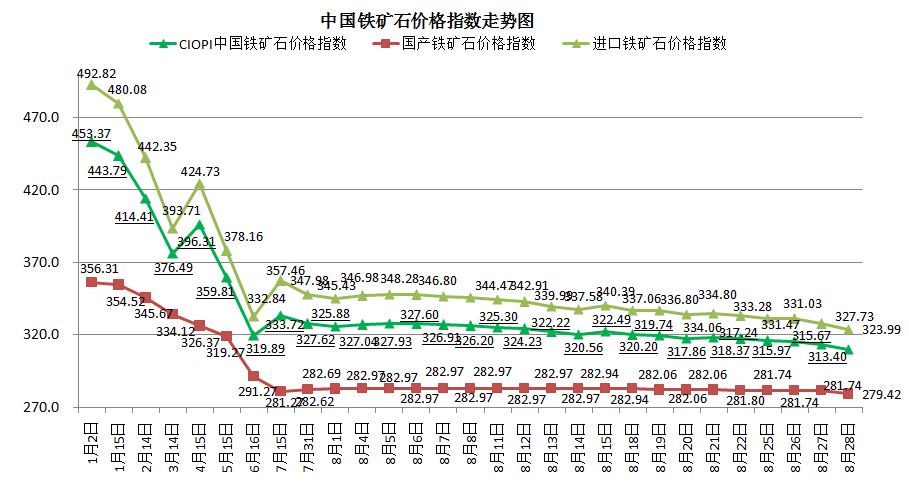 中国铁矿石价格指数走势图
CIOPI中国铁矿石价格指数 国产铁矿石价格指数 进口铁矿石价格指数
470.0
420.0
370.0
320.0
270.0
492.82 480.08 442.35 393.71 424.73 378.16 332.84 357.46 347.98 345.43 346.98 348.28 346.80 344.47 342.91 339.99 337.58 340.39 337.06 336.80 334.06 334.80 333.28 331.47 331.03 327.73 323.99
453.37 443.79 414.41 376.49 396.31 359.81 319.89 333.72 327.62 325.88 327.04 327.93 327.60 326.91 326.20 325.30 324.23 322.22 320.56 322.49 320.20 319.74 317.86 318.37 317.24 315.97 315.67 313.40
356.31 354.52 345.67 334.12 326.37 319.27 291.27 281.27 282.62 282.69 282.97 282.97 282.97 282.97 282.97 282.97 282.97 282.97 282.97 282.94 282.94 282.06 282.06 282.06 281.80 281.74 281.74 281.74 279.42
1月2日
1月15日
2月14日
3月14日
4月15日
5月15日
6月16日
7月15日
7月31日
8月1日
8月4日
8月5日
8月6日
8月7日
8月8日
8月11日
8月12日
8月13日
8月14日
8月15日
8月18日
8月19日
8月20日
8月21日
8月22日
8月25日
8月26日
8月27日
8月28日